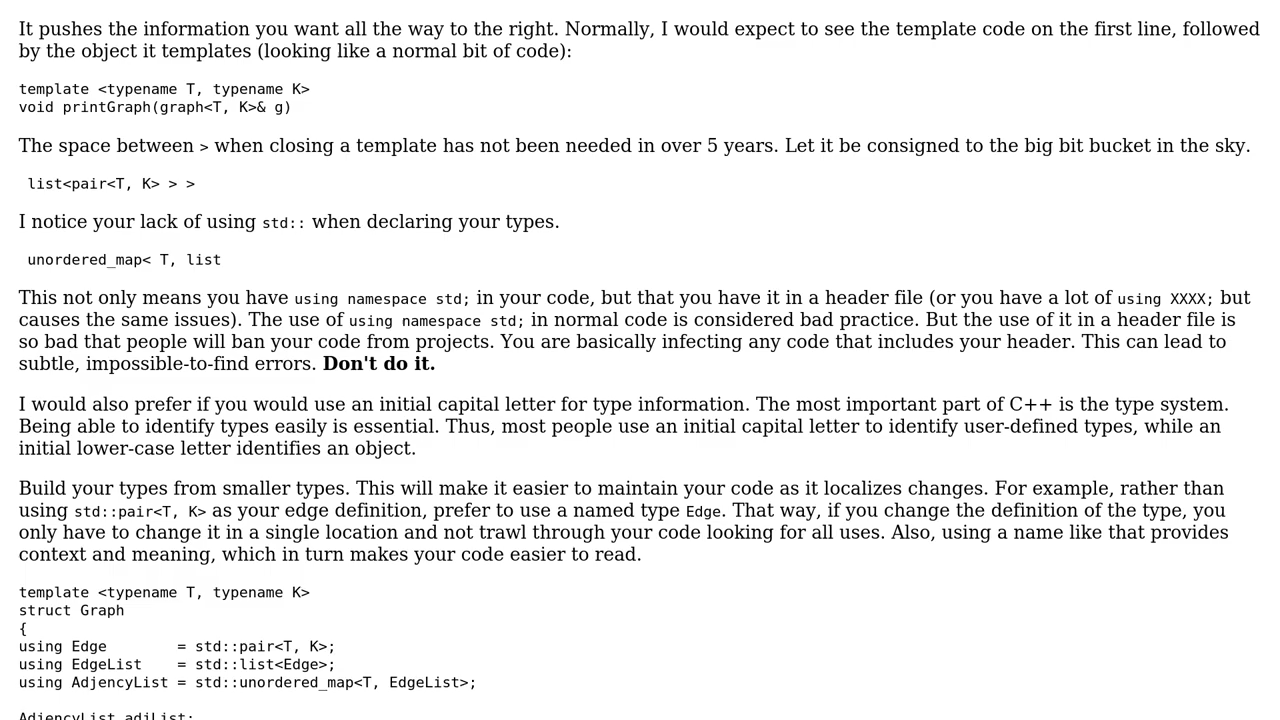 It pushes the information you want all the way to the right. Normally, I would expect to see the template code on the first line, followed
by the object it templates (looking like a normal bit of code):
template <typename T, typename K>
void printGraph(graph<T, K>& g)
The space between > when closing a template has not been needed in over 5 years. Let it be consigned to the big bit bucket in the sky.
list<pair<T, K> > >
I notice your lack of using std:: when declaring your types.
unordered_map< T, list
This not only means you have using namespace std; in your code, but that you have it in a header file (or you have a lot of using XXXX; but
causes the same issues). The use of using namespace std; in normal code is considered bad practice. But the use of it in a header file is
so bad that people will ban your code from projects. You are basically infecting any code that includes your header. This can lead to
subtle, impossible-to-find errors. Don't do it.
I would also prefer if you would use an initial capital letter for type information. The most important part of C++ is the type system.
Being able to identify types easily is essential. Thus, most people use an initial capital letter to identify user-defined types, while an
initial lower-case letter identifies an object.
Build your types from smaller types. This will make it easier to maintain your code as it localizes changes. For example, rather than
using std::pair<T, K> as your edge definition, prefer to use a named type Edge. That way, if you change the definition of the type, you
only have to change it in a single location and not trawl through your code looking for all uses. Also, using a name like that provides
context and meaning, which in turn makes your code easier to read.
template <typename T, typename K>
struct Graph
{
using Edge        = std::pair<T, K>;
using EdgeList    = std::list<Edge>;
using AdjencyList = std::unordered_map<T, EdgeList>;
AdjencyList adjList;